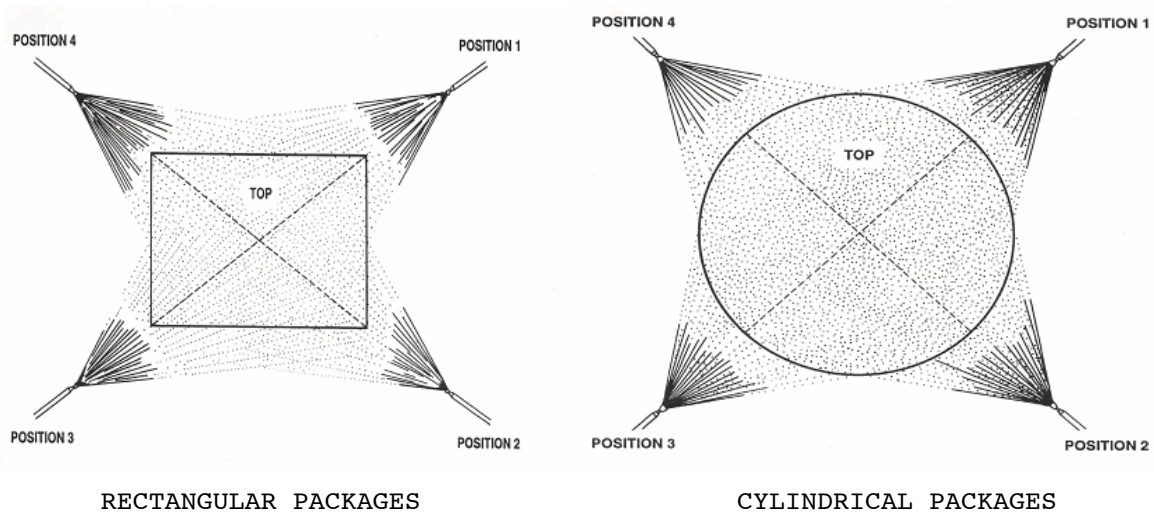 POSITION 4
POSITION 1
TOP
POSITION 3
POSITION 2
RECTANGULAR PACKAGES
POSITION 4
POSITION 1
TOP
POSITION 3
POSITION 2
CYLINDRICAL PACKAGES